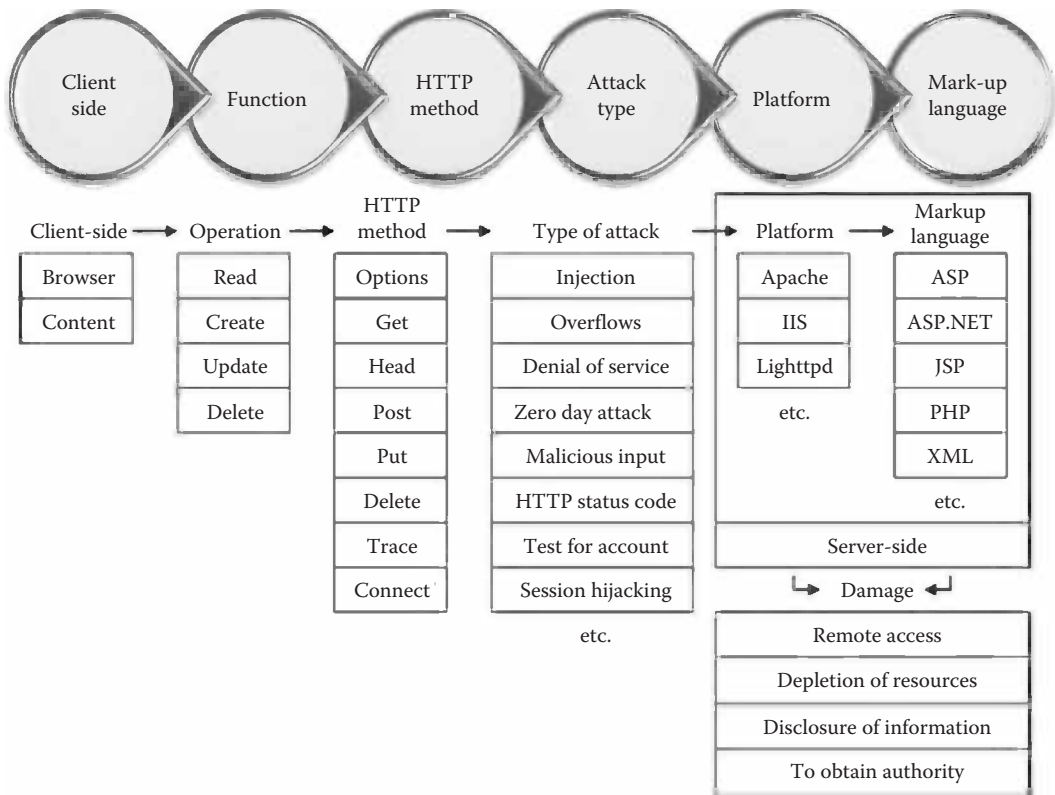 Client
side
Function
HTTP
method
Attack
type
Platform
Mark-up
language
Client-side
Browser
Content
Operation
Read
Create
Update
Delete
HTTP
method
Options
Get
Head
Post
Put
Delete
Trace
Connect
Type of attack
Injection
Overflows
Denial of service
Zero day attack
Malicious input
HTTP status code
Test for account
Session hijacking
etc.
Platform
Apache
IIS
Lighttpd
etc.
Markup
language
ASP
ASP.NET
JSP
PHP
XML
etc.
Server-side
Damage
Remote access
Depletion of resources
Disclosure of information
To obtain authority